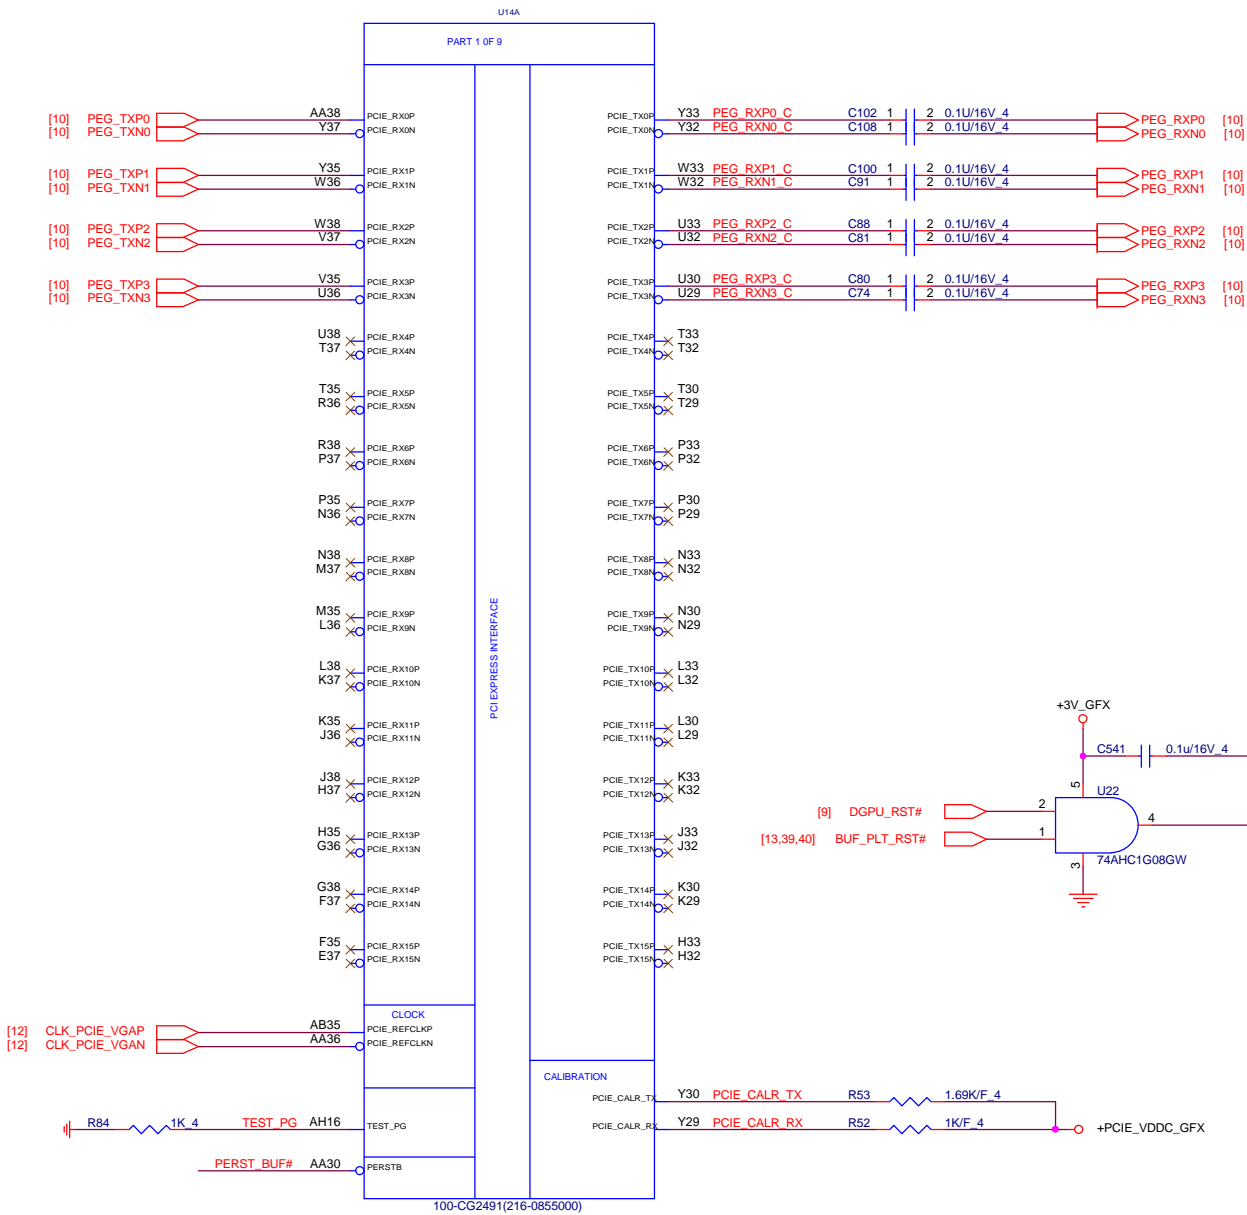 U14A
PART 1 0F 9
[10] PEG_TXP0 AA38 PCIE_RX0P PCIE_TX0P Y33 PEG_RXP0_C C102 1 2 0.1U/16V_4 PEG_RXP0 [10]
[10] PEG_TXN0 Y37 PCIE_RX0N PCIE_TX0N Y32 PEG_RXN0_C C108 1 2 0.1U/16V_4 PEG_RXN0 [10]
[10] PEG_TXP1 Y35 PCIE_RX1P PCIE_TX1P W33 PEG_RXP1_C C100 1 2 0.1U/16V_4 PEG_RXP1 [10]
[10] PEG_TXN1 W36 PCIE_RX1N PCIE_TX1N W32 PEG_RXN1_C C91 1 2 0.1U/16V_4 PEG_RXN1 [10]
[10] PEG_TXP2 W38 PCIE_RX2P PCIE_TX2P U33 PEG_RXP2_C C88 1 2 0.1U/16V_4 PEG_RXP2 [10]
[10] PEG_TXN2 V37 PCIE_RX2N PCIE_TX2N U32 PEG_RXN2_C C81 1 2 0.1U/16V_4 PEG_RXN2 [10]
[10] PEG_TXP3 V35 PCIE_RX3P PCIE_TX3P U30 PEG_RXP3_C C80 1 2 0.1U/16V_4 PEG_RXP3 [10]
[10] PEG_TXN3 U36 PCIE_RX3N PCIE_TX3N U29 PEG_RXN3_C C74 1 2 0.1U/16V_4 PEG_RXN3 [10]
U38 PCIE_RX4P PCIE_TX4P T33
T37 PCIE_RX4N PCIE_TX4N T32
T35 PCIE_RX5P PCIE_TX5P T30
R36 PCIE_RX5N PCIE_TX5N T29
R38 PCIE_RX6P PCIE_TX6P P33
P37 PCIE_RX6N PCIE_TX6N P32
P35 PCIE_RX7P PCIE_TX7P P30
N36 PCIE_RX7N PCIE_TX7N P29
N38 PCIE_RX8P PCIE_TX8P N33
M37 PCIE_RX8N PCIE_TX8N N32
M35 PCIE_RX9P PCIE_TX9P N30
L36 PCIE_RX9N PCIE_TX9N N29
PCI EXPRESS INTERFACE
L38 PCIE_RX10P PCIE_TX10P L33
K37 PCIE_RX10N PCIE_TX10N L32
K35 PCIE_RX11P PCIE_TX11P L30
J36 PCIE_RX11N PCIE_TX11N L29
J38 PCIE_RX12P PCIE_TX12P K33
H37 PCIE_RX12N PCIE_TX12N K32
H35 PCIE_RX13P PCIE_TX13P J33
G36 PCIE_RX13N PCIE_TX13N J32
G38 PCIE_RX14P PCIE_TX14P K30
F37 PCIE_RX14N PCIE_TX14N K29
F35 PCIE_RX15P PCIE_TX15P H33
E37 PCIE_RX15N PCIE_TX15N H32
+3V_GFX
C541 0.1u/16V_4
5 U22
[9] DGPU_RST# 2
4
[13,39,40] BUF_PLT_RST# 1
3 74AHC1G08GW
CLOCK
[12] CLK_PCIE_VGAP AB35 PCIE_REFCLKP
[12] CLK_PCIE_VGAN AA36 PCIE_REFCLKN
CALIBRATION
PCIE_CALR_TX Y30 PCIE_CALR_TX R53 1.69K/F_4
R84 1K_4 TEST_PG AH16 TEST_PG PCIE_CALR_RX Y29 PCIE_CALR_RX R52 1K/F_4 +PCIE_VDDC_GFX
PERST_BUF# AA30 PERSTB
100-CG2491(216-0855000)